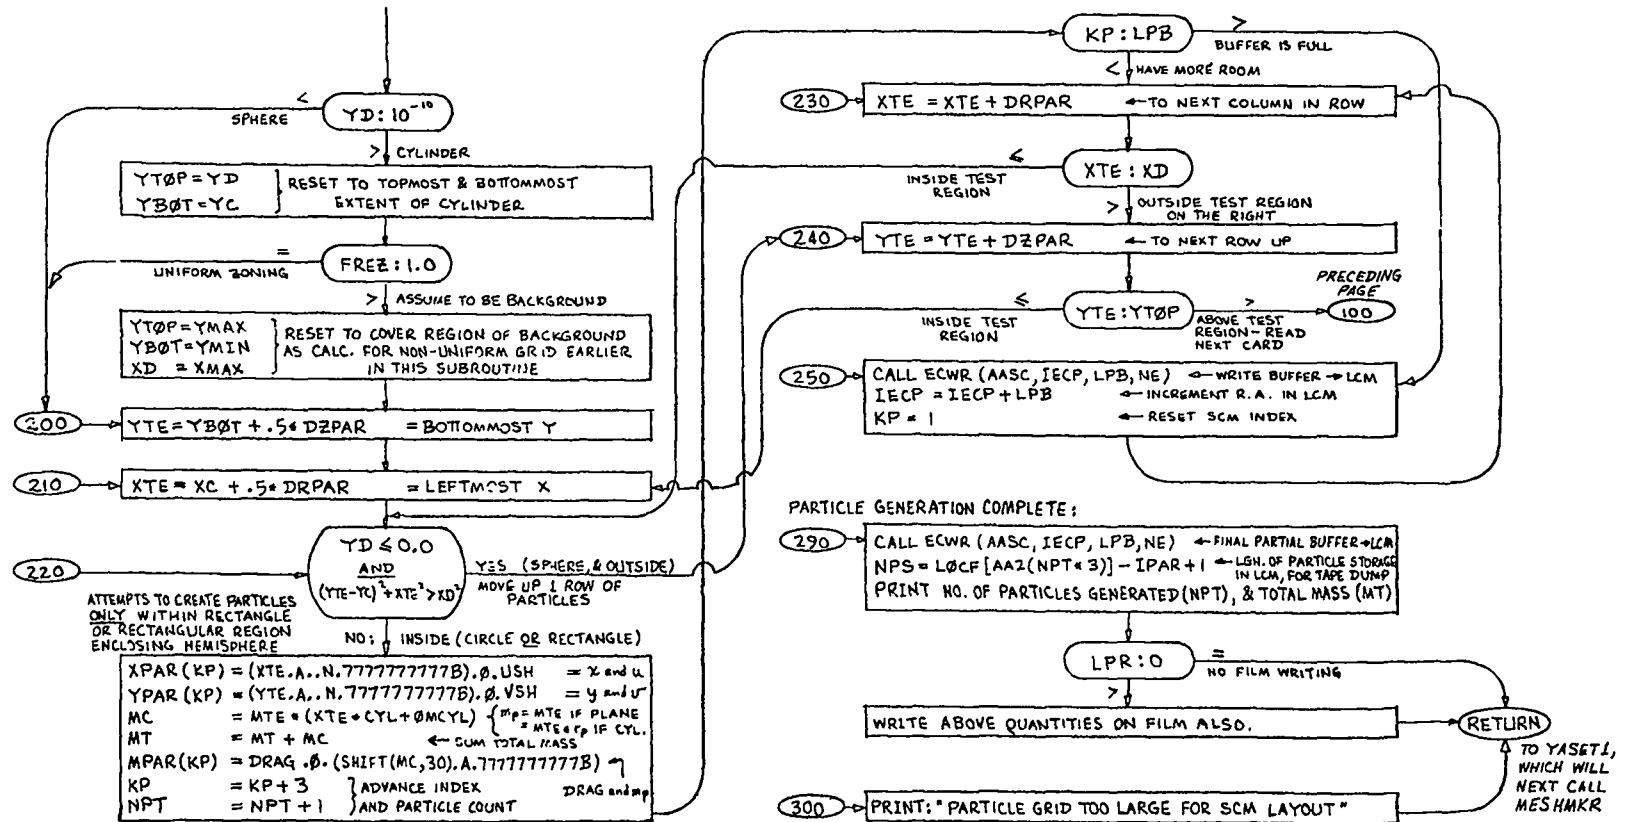 YD : 10⁻¹⁰
<
SPHERE
> CYLINDER
YTØP = YD
YBØT = YC
RESET TO TOPMOST & BOTTOMMOST
EXTENT OF CYLINDER
FREZ : 1.0
=
UNIFORM ZONING
> ASSUME TO BE BACKGROUND
YTØP = YMAX
YBØT = YMIN
XD = XMAX
RESET TO COVER REGION OF BACKGROUND
AS CALC. FOR NON-UNIFORM GRID EARLIER
IN THIS SUBROUTINE
200
YTE = YBØT + .5* DZPAR = BOTTOMMOST Y
210
XTE = XC + .5* DRPAR = LEFTMOST X
220
YD ≤ 0.0
AND
(YTE-YC)² + XTE² > XD²
YES (SPHERE, & OUTSIDE)
MOVE UP 1 ROW OF
PARTICLES
ATTEMPTS TO CREATE PARTICLES
ONLY WITHIN RECTANGLE
OR RECTANGULAR REGION
ENCLOSING HEMISPHERE
NO: INSIDE (CIRCLE OR RECTANGLE)
XPAR(KP) = (XTE.A..N.7777777777B).Ø.USH = x and u
YPAR(KP) = (YTE.A..N.7777777777B).Ø.VSH = y and v
MC = MTE * (XTE * CYL + ØMCYL) { mp = MTE IF PLANE
= MTE * rp IF CYL.
MT = MT + MC ← SUM TOTAL MASS
MPAR(KP) = DRAG .Ø. (SHIFT(MC,30).A.7777777777B)
DRAG and mp
KP = KP + 3
NPT = NPT + 1
ADVANCE INDEX
AND PARTICLE COUNT
KP : LPB
>
BUFFER IS FULL
< HAVE MORE ROOM
230
XTE = XTE + DRPAR ← TO NEXT COLUMN IN ROW
XTE : XD
≤
INSIDE TEST
REGION
> OUTSIDE TEST REGION
ON THE RIGHT
240
YTE = YTE + DZPAR ← TO NEXT ROW UP
YTE : YTØP
≤
INSIDE TEST
REGION
>
ABOVE TEST
REGION - READ
NEXT CARD
PRECEDING
PAGE
100
250
CALL ECWR (AASC, IECP, LPB, NE) ← WRITE BUFFER → LCM
IECP = IECP + LPB ← INCREMENT R.A. IN LCM
KP = 1 ← RESET SCM INDEX
PARTICLE GENERATION COMPLETE:
290
CALL ECWR (AASC, IECP, LPB, NE) ← FINAL PARTIAL BUFFER → LCM
NPS = LØCF [AA2(NPT*3)] - IPAR + 1 ← LGH. OF PARTICLE STORAGE
IN LCM, FOR TAPE DUMP
PRINT NO. OF PARTICLES GENERATED (NPT), & TOTAL MASS (MT)
LPR : O
=
NO FILM WRITING
>
WRITE ABOVE QUANTITIES ON FILM ALSO.
RETURN
TO YASET1,
WHICH WILL
NEXT CALL
MESHMKR
300
PRINT: "PARTICLE GRID TOO LARGE FOR SCM LAYOUT"